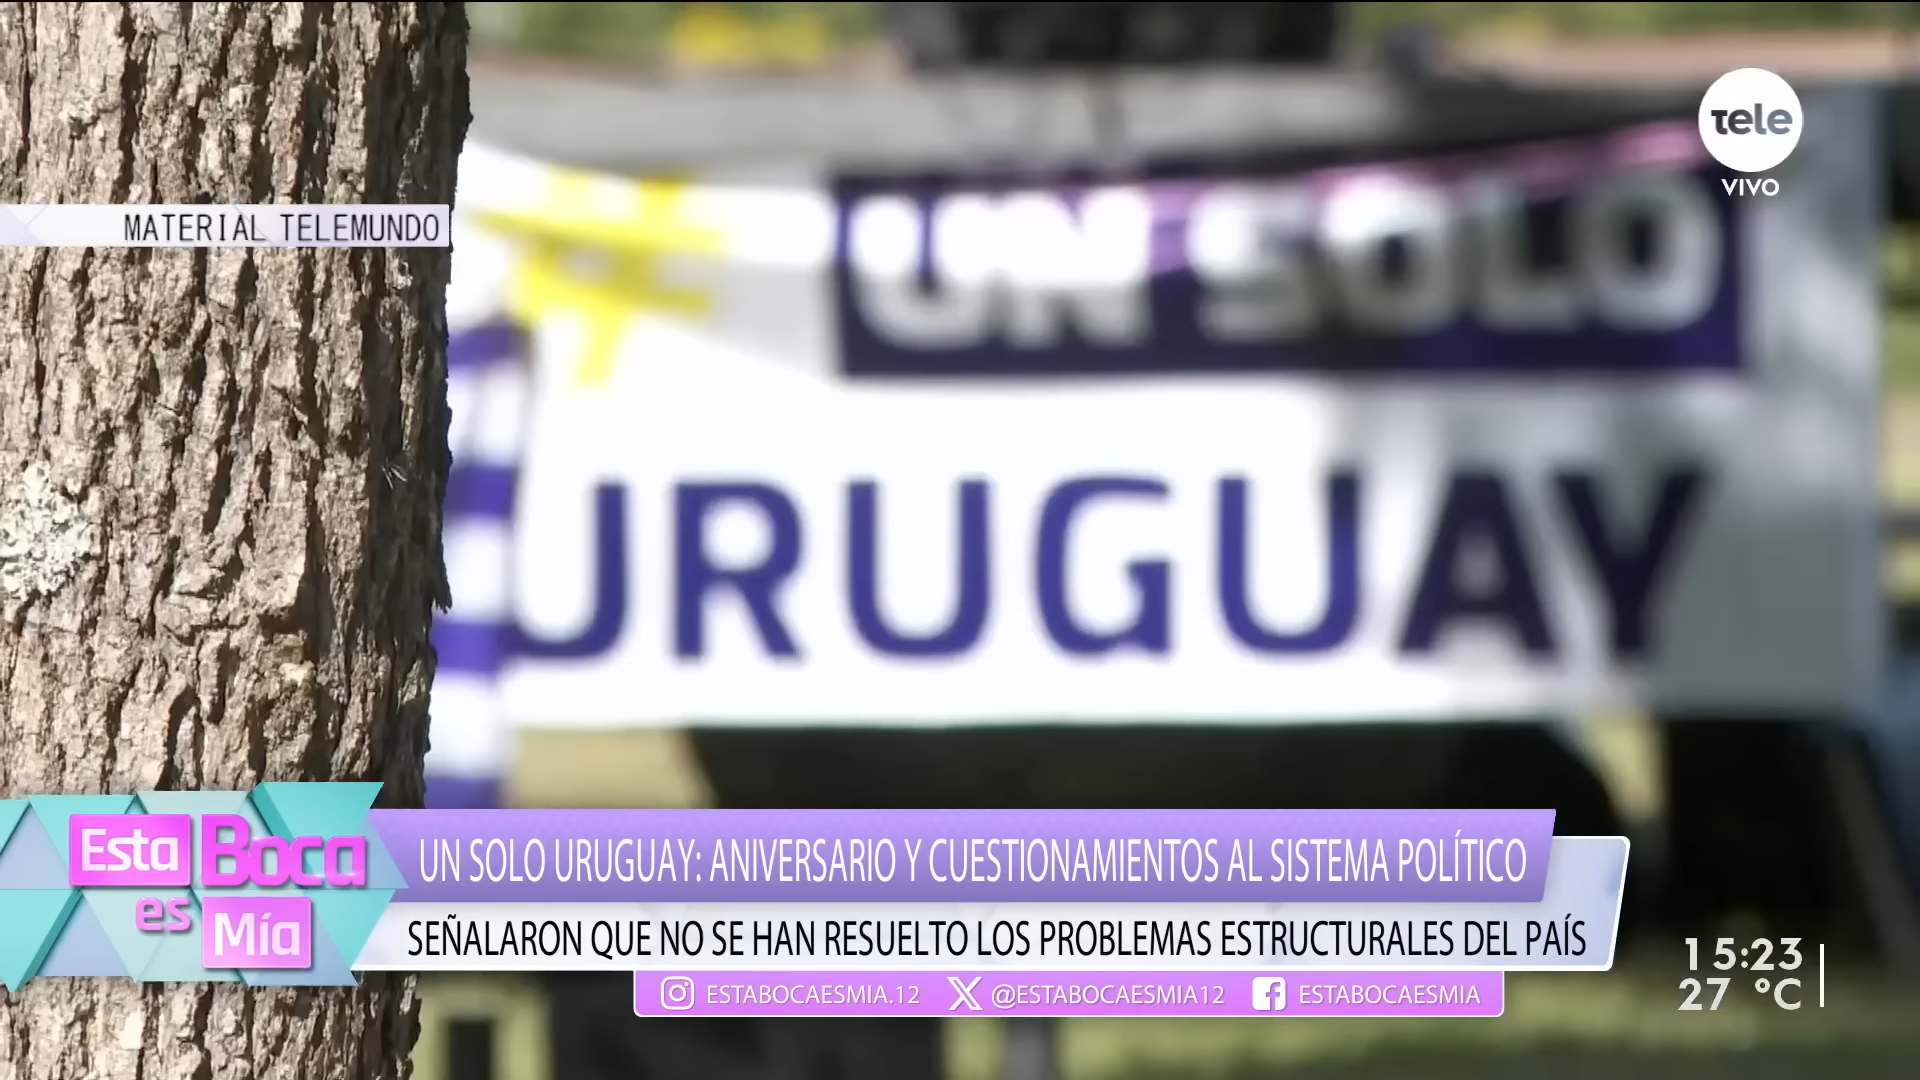 tele
VIVO
MATERIAL TELEMUNDO
#
UN SOLO
URUGUAY
Esta Boca
es Mía
UN SOLO URUGUAY: ANIVERSARIO Y CUESTIONAMIENTOS AL SISTEMA POLÍTICO
SEÑALARON QUE NO SE HAN RESUELTO LOS PROBLEMAS ESTRUCTURALES DEL PAÍS
ESTABOCAESMIA.12 @ESTABOCAESMIA12 ESTABOCAESMIA
15:23
27 °C